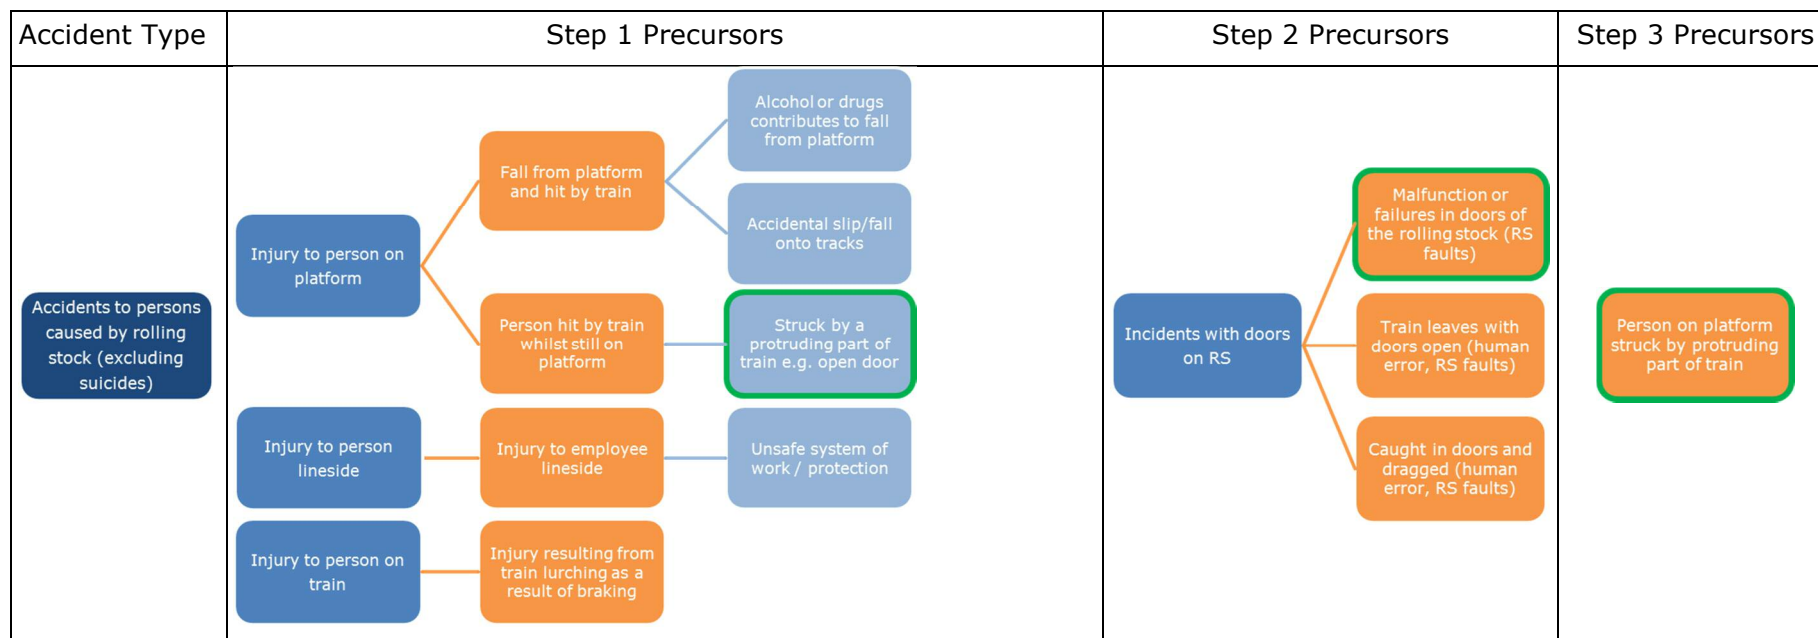 Accident Type
Step 1 Precursors
Step 2 Precursors
Step 3 Precursors
Accidents to persons
caused by rolling
stock (excluding
suicides)
Injury to person on
platform
Fall from platform
and hit by train
Alcohol or drugs
contributes to fall
from platform
Accidental slip/fall
onto tracks
Person hit by train
whilst still on
platform
Struck by a
protruding part of
train e.g. open door
Injury to person
lineside
Injury to employee
lineside
Unsafe system of
work / protection
Injury to person on
train
Injury resulting from
train lurching as a
result of braking
Incidents with doors
on RS
Malfunction or
failures in doors of
the rolling stock (RS
faults)
Train leaves with
doors open (human
error, RS faults)
Caught in doors and
dragged (human
error, RS faults)
Person on platform
struck by protruding
part of train